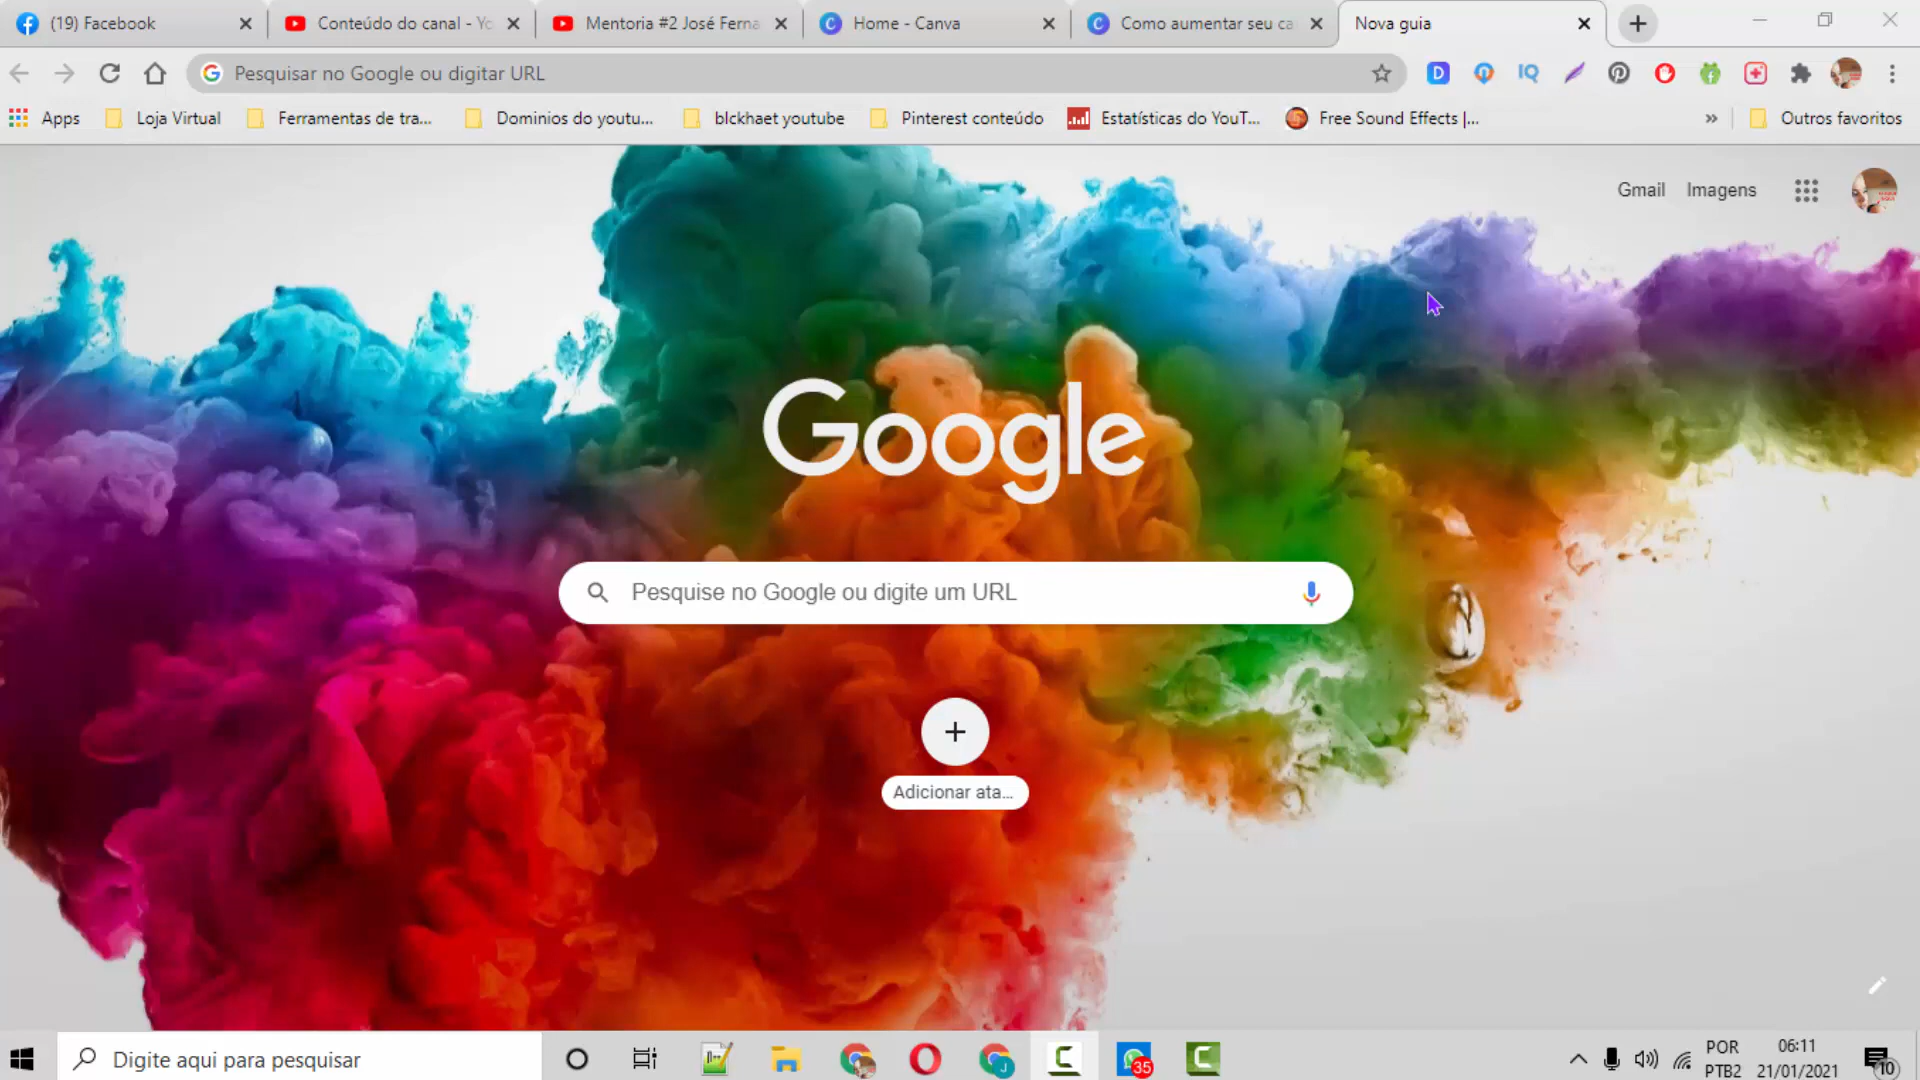 (19) Facebook
Conteúdo do canal - Yo
Mentoria #2 José Ferna
Home - Canva
Como aumentar seu ca
Nova guia
Pesquisar no Google ou digitar URL
Apps
Loja Virtual
Ferramentas de tra...
Dominios do youtu...
blckhaet youtube
Pinterest conteúdo
Estatísticas do YouT...
Free Sound Effects |...
Outros favoritos
Gmail
Imagens
Google
Pesquise no Google ou digite um URL
Adicionar ata...
Digite aqui para pesquisar
35
POR
PTB2
06:11
21/01/2021
10